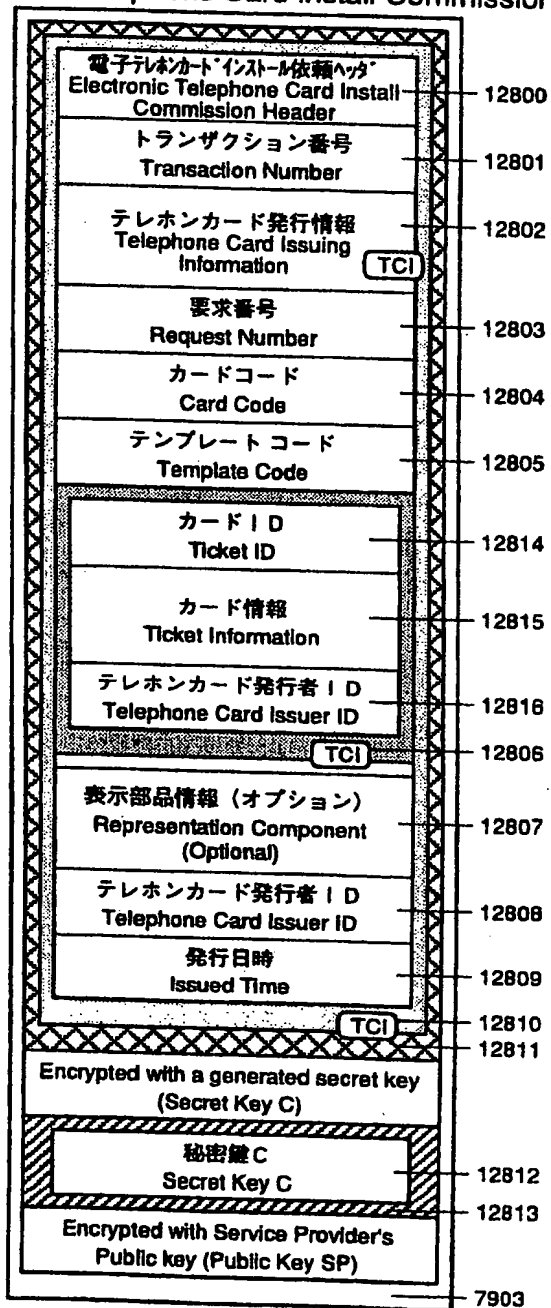 Card Install Commission
電子テレホンカード・インストール依頼ヘッダ
Electronic Telephone Card Install
Commission Header
12800
トランザクション番号
Transaction Number
12801
テレホンカード発行情報
Telephone Card Issuing
Information
TCI
12802
要求番号
Request Number
12803
カードコード
Card Code
12804
テンプレート コード
Template Code
12805
カードID
Ticket ID
12814
カード情報
Ticket Information
12815
テレホンカード発行者ID
Telephone Card Issuer ID
12816
TCI
12806
表示部品情報（オプション）
Representation Component
(Optional)
12807
テレホンカード発行者ID
Telephone Card Issuer ID
12808
発行日時
Issued Time
12809
TCI
12810
12811
Encrypted with a generated secret key
(Secret Key C)
秘密鍵C
Secret Key C
12812
12813
Encrypted with Service Provider's
Public key (Public Key SP)
7903